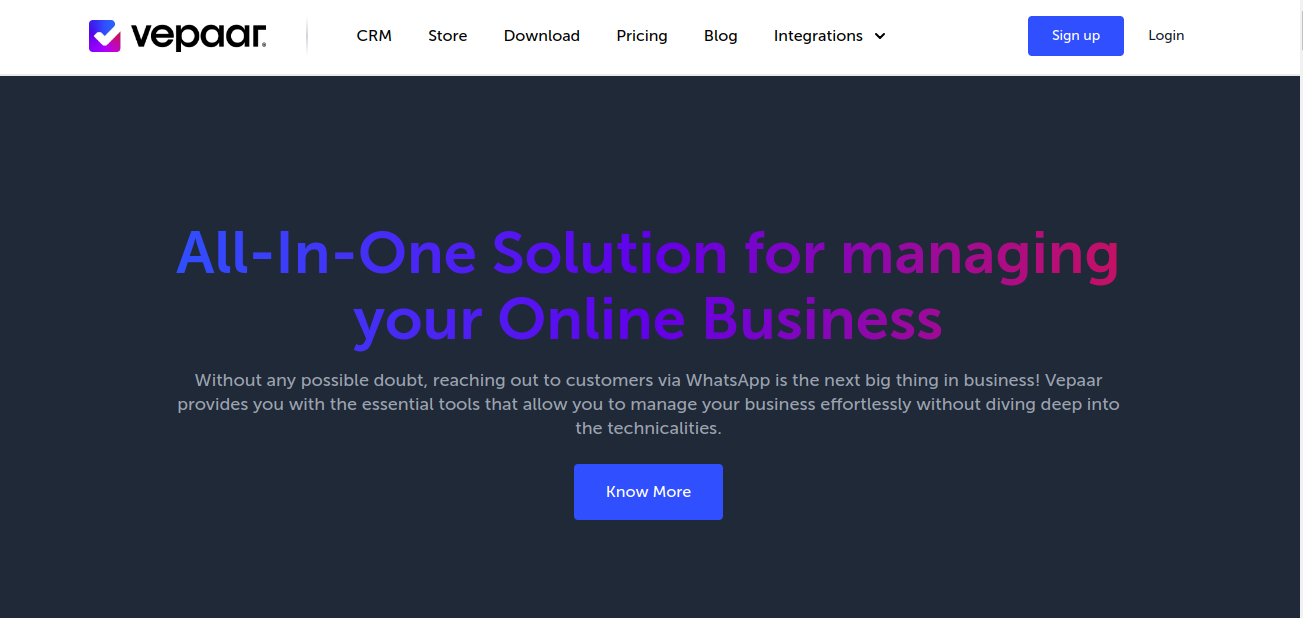 vepaar®
CRM
Store
Download
Pricing
Blog
Integrations
Sign up
Login
All-In-One Solution for managing
your Online Business
Without any possible doubt, reaching out to customers via WhatsApp is the next big thing in business! Vepaar
provides you with the essential tools that allow you to manage your business effortlessly without diving deep into
the technicalities.
Know More